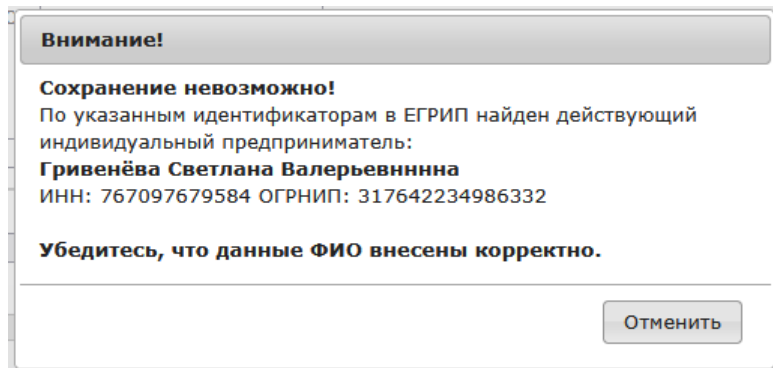 Внимание!
Сохранение невозможно!
По указанным идентификаторам в ЕГРИП найден действующий
индивидуальный предприниматель:
Гривенёва Светлана Валерьевнннна
ИНН: 767097679584 ОГРНИП: 317642234986332
Убедитесь, что данные ФИО внесены корректно.
Отменить